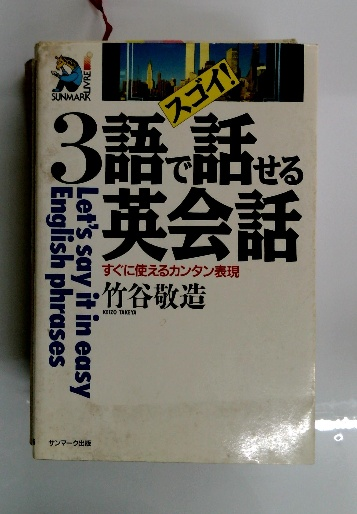 SUNMARK
LIVRE
スゴイ!
3語で話せる
英会話
Let's say it in easy
English phrases
すぐに使えるカンタン表現
竹谷敬造
KEIZO TAKEYA
サンマーク出版